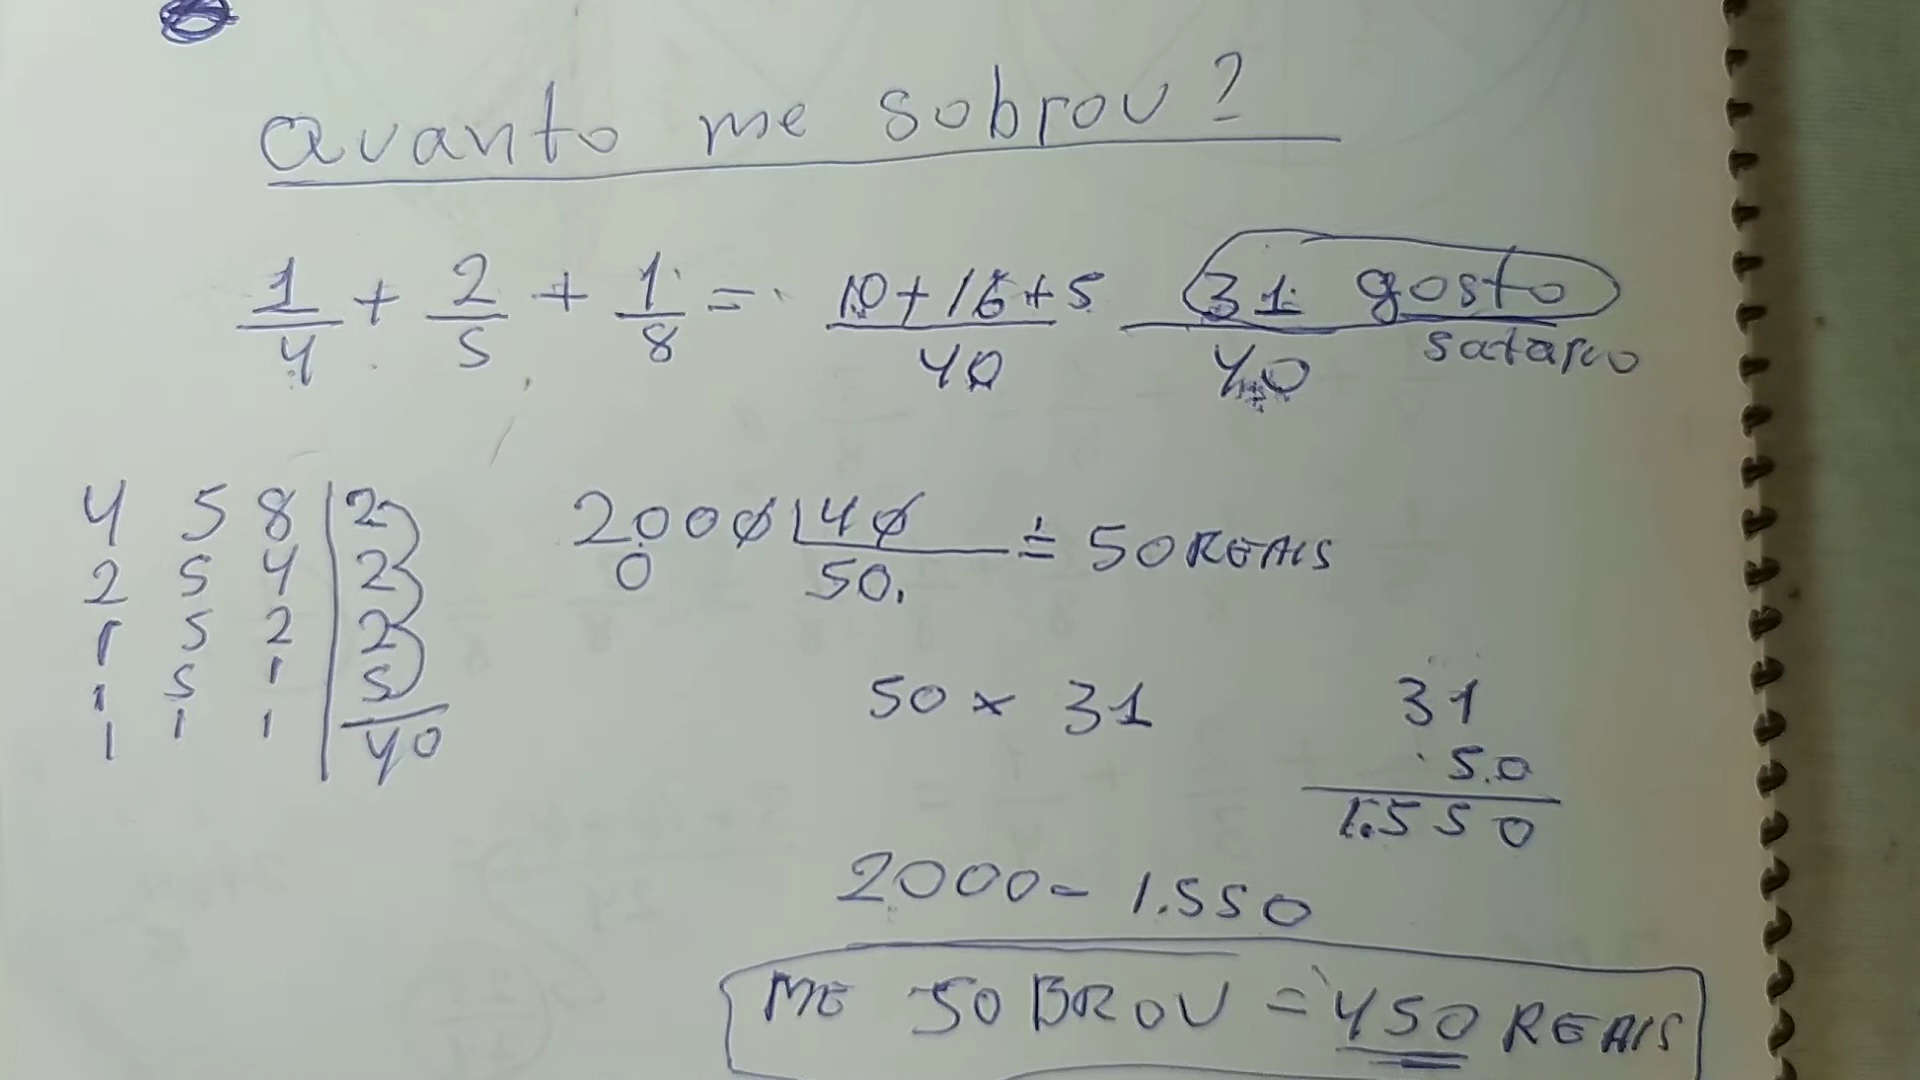 Quanto me sobrou?
1/4 + 2/5 + 1/8 = 10+16+5/40 31/40 gosto
salario
4 5 8 | 2
2 5 4 | 2
1 5 2 | 2
1 5 1 | 5
1 1 1 | 40
2000 | 40 = 50 REAIS
0 50.
50 x 31
31
50
1.550
2000 - 1.550
ME SOBROU = 450 REAIS